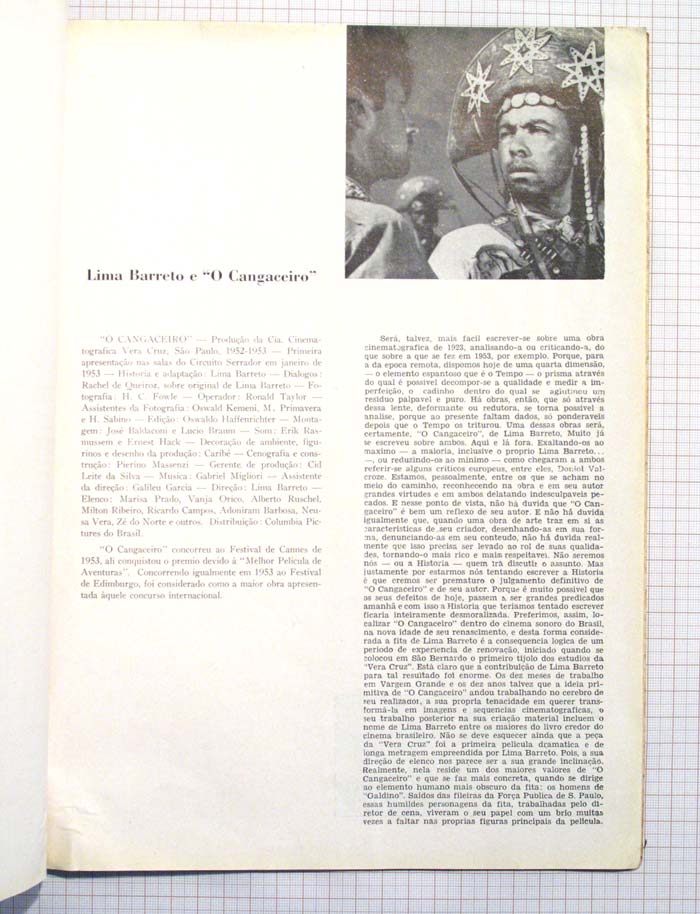 Lima Barreto e "O Cangaceiro"
"O CANGACEIRO" — Produção da Cia. Cinema-
tografica Vera Cruz, São Paulo, 1952-1953 — Primeira
apresentação nas salas do Circuito Serrador em janeiro de
1953 — Historia e adaptação: Lima Barreto — Dialogos:
Rachel de Queiroz, sobre original de Lima Barreto — Fo-
tografia: H. C. Fowle — Operador: Ronald Taylor —
Assistentes da Fotografia: Oswald Kemeni, M. Primavera
e H. Sabino — Edição: Oswaldo Haffenrichter — Monta-
gem: José Baldaconi e Lucio Braun — Som: Erik Ras-
mussem e Ernest Hack — Decoração de ambiente, figu-
rinos e desenho da produção: Caribé — Cenografia e cons-
trução: Pierino Massenzi — Gerente de produção: Cid
Leite da Silva — Musica: Gabriel Migliori — Assistente
da direção: Galileu Garcia — Direção: Lima Barreto —
Elenco: Marisa Prado, Vanja Orico, Alberto Ruschel,
Milton Ribeiro, Ricardo Campos, Adoniram Barbosa, Neu-
sa Vera, Zé do Norte e outros. Distribuição: Columbia Pic-
tures do Brasil.
"O Cangaceiro" concorreu ao Festival de Cannes de
1953, ali conquistou o premio devido à "Melhor Pelicula de
Aventuras". Concorrendo igualmente em 1953 ao Festival
de Edimburgo, foi considerado como a maior obra apresen-
tada àquele concurso internacional.
Será, talvez, mais facil escrever-se sobre uma obra
cinematografica de 1923, analisando-a ou criticando-a, do
que sobre a que se fez em 1953, por exemplo. Porque, para
a da epoca remota, dispomos hoje de uma quarta dimensão,
— o elemento espantoso que é o Tempo — o prisma através
do qual é possivel decompor-se a qualidade e medir a im-
perfeição, o cadinho dentro do qual se aglutinou um
residuo palpavel e puro. Há obras, então, que só através
dessa lente, deformante ou redutora, se torna possivel a
analise, porque ao presente faltam dados, só ponderaveis
depois que o Tempo os triturou. Uma dessas obras será,
certamente, "O Cangaceiro", de Lima Barreto, Muito já
se escreveu sobre ambos. Aqui e lá fora. Exaltando-os ao
maximo — a maioria, inclusive o proprio Lima Barreto...
—, ou reduzindo-os ao minimo — como chegaram a ambos
referir-se alguns criticos europeus, entre eles, Doniol Val-
croze. Estamos, pessoalmente, entre os que se acham no
meio do caminho, reconhecendo na obra e em seu autor
grandes virtudes e em ambos delatando indesculpaveis pe-
cados. E nesse ponto de vista, não há duvida que "O Can-
gaceiro" é bem um reflexo de seu autor. E não há duvida
igualmente que, quando uma obra de arte traz em si as
caracteristicas de seu criador, desenhando-as em sua for-
ma, denunciando-as em seu conteudo, não há duvida real-
mente que isso precisa ser levado ao rol de suas qualida-
des, tornando-o mais rico e mais respeitavel. Não seremos
nós — ou a Historia — quem irá discutir o assunto. Mas
justamente por estarmos nós tentando escrever a Historia
é que cremos ser prematuro o julgamento definitivo de
"O Cangaceiro" e de seu autor. Porque é muito possivel que
os seus defeitos de hoje, passem a ser grandes predicados
amanhã e com isso a Historia que teriamos tentado escrever
ficaria inteiramente desmoralizada. Preferimos, assim, lo-
calizar "O Cangaceiro" dentro do cinema sonoro do Brasil,
na nova idade de seu renascimento, e desta forma conside-
rada a fita de Lima Barreto é a consequencia logica de um
periodo de experiencia de renovação, iniciado quando se
colocou em São Bernardo o primeiro tijolo dos estudios da
"Vera Cruz". Está claro que a contribuição de Lima Barreto
para tal resultado foi enorme. Os dez meses de trabalho
em Vargem Grande e os dez anos talvez que a ideia pri-
mitiva de "O Cangaceiro" andou trabalhando no cerebro de
seu realizador, a sua propria tenacidade em querer trans-
formá-la em imagens e sequencias cinematograficas, o
seu trabalho posterior na sua criação material incluem o
nome de Lima Barreto entre os maiores do livro credor do
cinema brasileiro. Não se deve esquecer ainda que a peça
da "Vera Cruz" foi a primeira pelicula dramatica e de
longa metragem empreendida por Lima Barreto. Pois, a sua
direção de elenco nos parece ser a sua grande inclinação.
Realmente, nela reside um dos maiores valores de "O
Cangaceiro" e que se faz mais concreta, quando se dirige
ao elemento humano mais obscuro da fita: os homens de
"Galdino". Saidos das fileiras da Força Publica de S. Paulo,
essas humildes personagens da fita, trabalhadas pelo di-
retor de cena, viveram o seu papel com um brio muitas
vezes a faltar nas proprias figuras principais da pelicula.